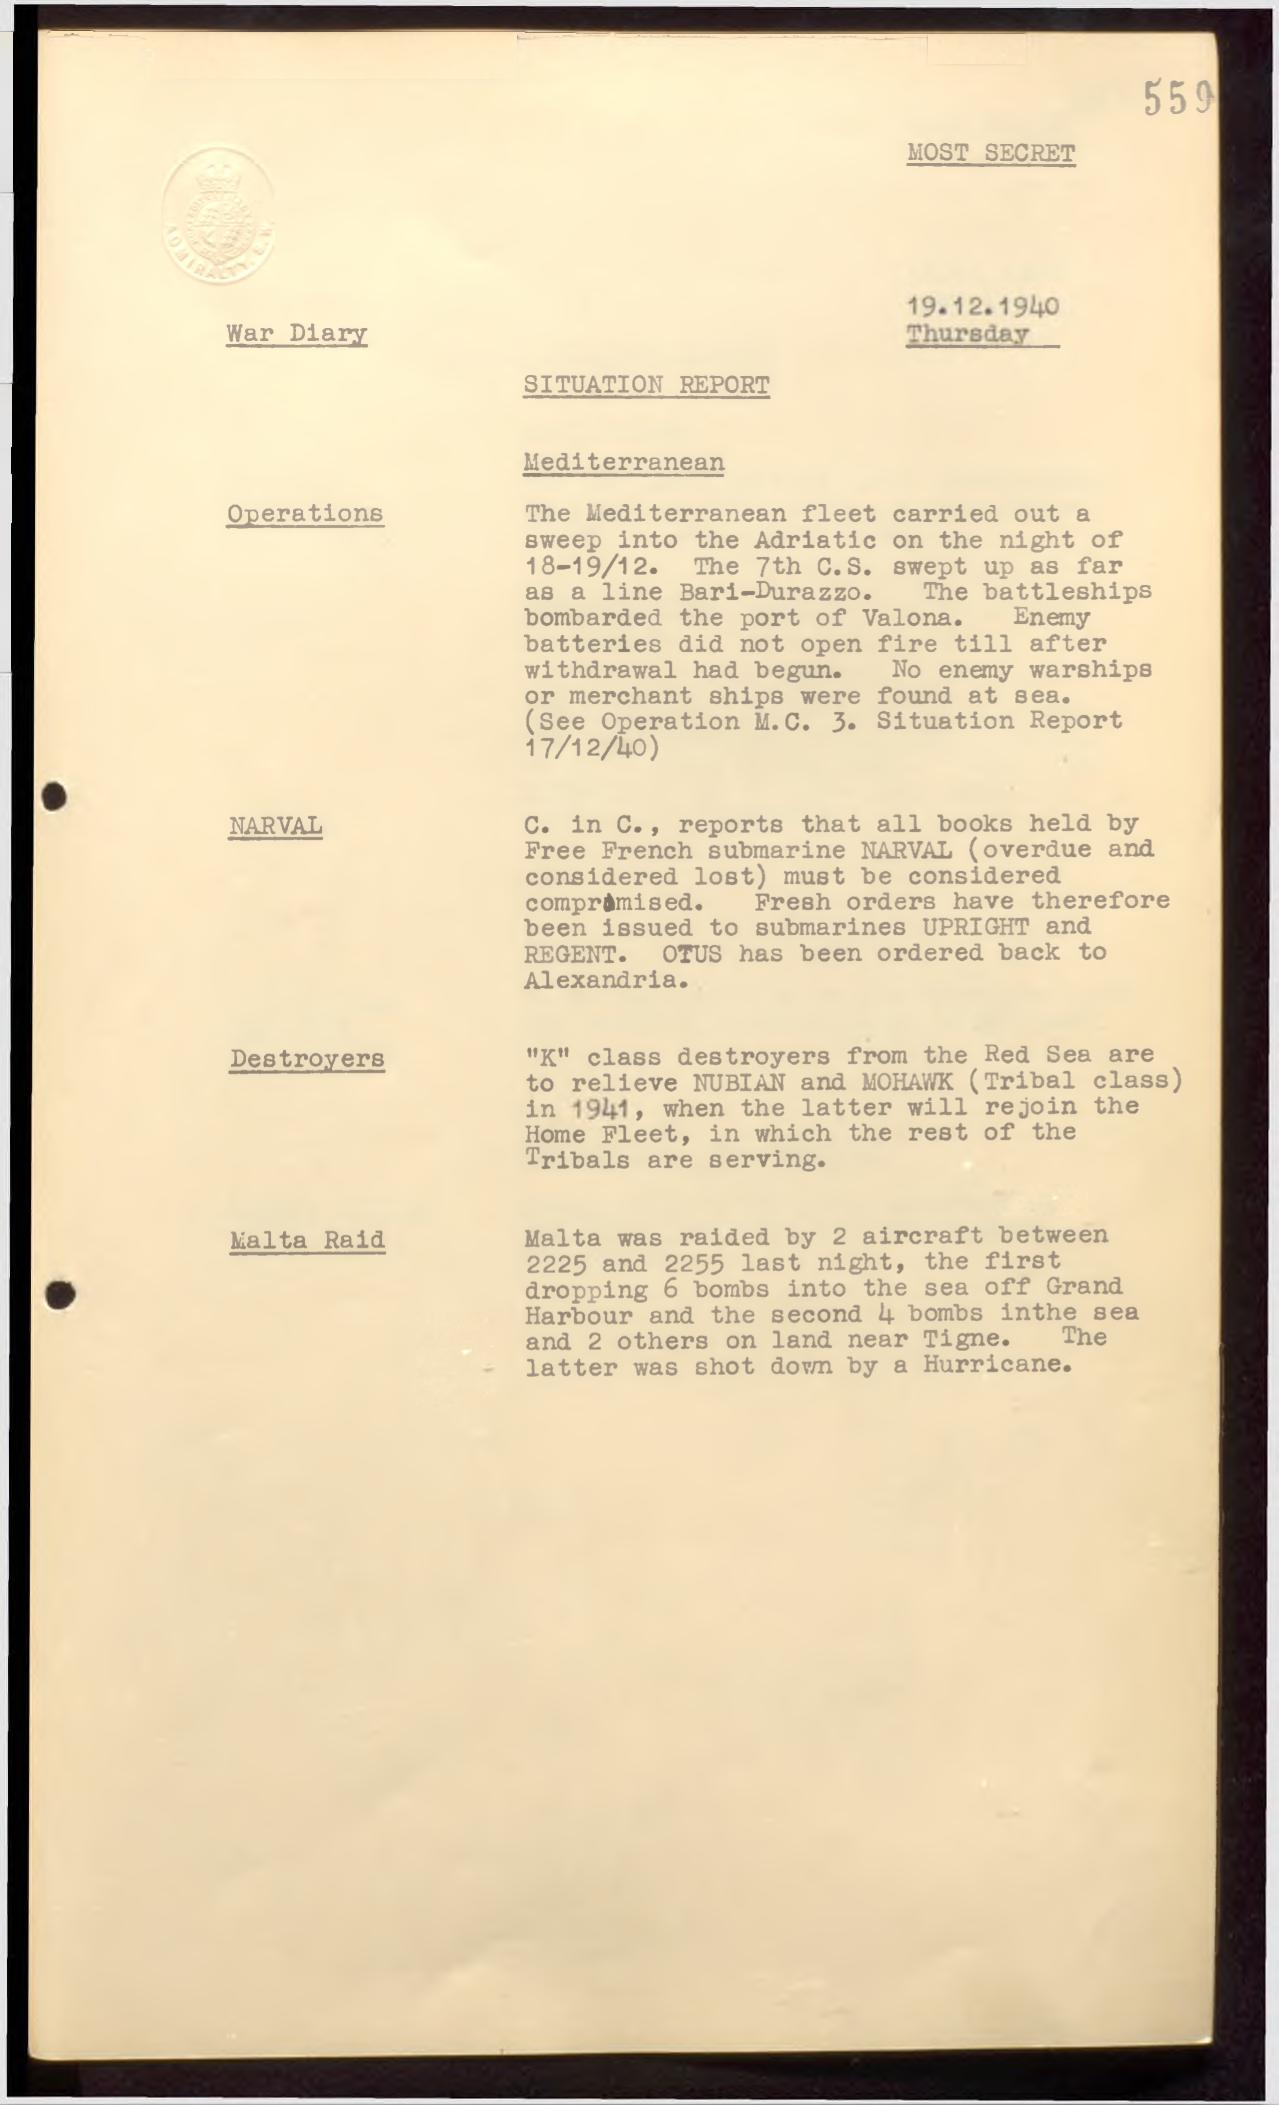 559
MOST SECRET
ADMIRALTY. S.W.
19.12.1940
Thursday
War Diary
SITUATION REPORT
Mediterranean
Operations
The Mediterranean fleet carried out a
sweep into the Adriatic on the night of
18-19/12. The 7th C.S. swept up as far
as a line Bari-Durazzo. The battleships
bombarded the port of Valona. Enemy
batteries did not open fire till after
withdrawal had begun. No enemy warships
or merchant ships were found at sea.
(See Operation M.C. 3. Situation Report
17/12/40)
NARVAL
C. in C., reports that all books held by
Free French submarine NARVAL (overdue and
considered lost) must be considered
compromised. Fresh orders have therefore
been issued to submarines UPRIGHT and
REGENT. OTUS has been ordered back to
Alexandria.
Destroyers
"K" class destroyers from the Red Sea are
to relieve NUBIAN and MOHAWK (Tribal class)
in 1941, when the latter will rejoin the
Home Fleet, in which the rest of the
Tribals are serving.
Malta Raid
Malta was raided by 2 aircraft between
2225 and 2255 last night, the first
dropping 6 bombs into the sea off Grand
Harbour and the second 4 bombs inthe sea
and 2 others on land near Tigne. The
latter was shot down by a Hurricane.